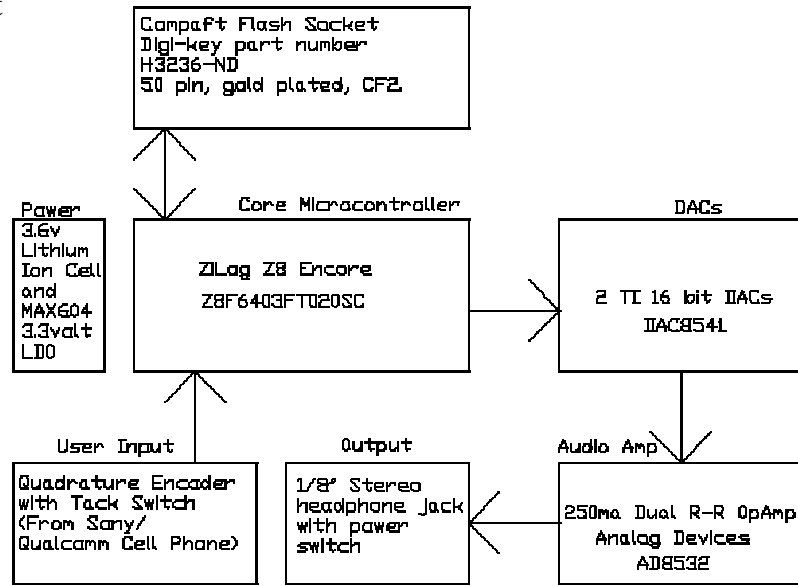 Compaft Flash Socket
Digi-key part number
H3236-ND
50 pin, gold plated, CF2
Power
3.6v
Lithium
Ion Cell
and
MAX604
3.3volt
LDO
Core Microcontroller
ZiLog Z8 Encore
Z8F6403FT020SC
DACs
2 TI 16 bit DACs
DAC8541
User Input
Quadrature Encoder
with Tack Switch
(From Sony/
Qualcomm Cell Phone)
Output
1/8" Stereo
headphone jack
with power
switch
Audio Amp
250ma Dual R-R OpAmp
Analog Devices
AD8532